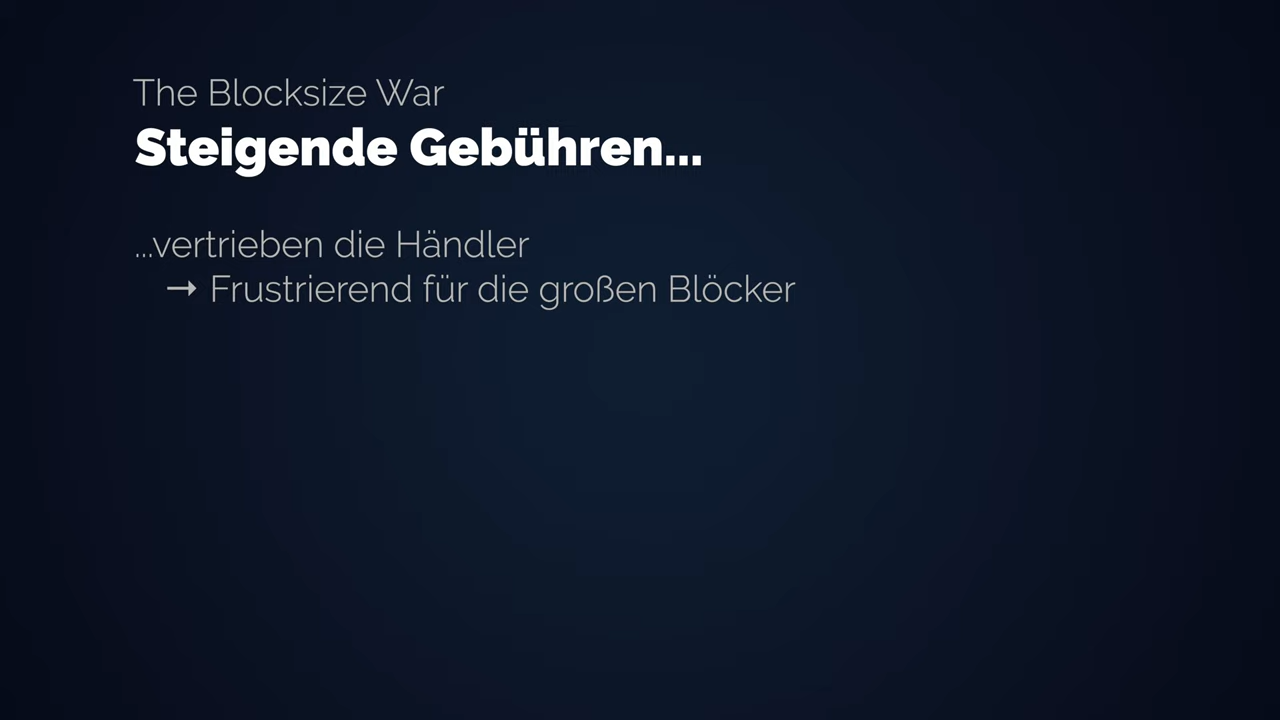 The Blocksize War
Steigende Gebühren...
...vertrieben die Händler
→ Frustrierend für die großen Blöcker